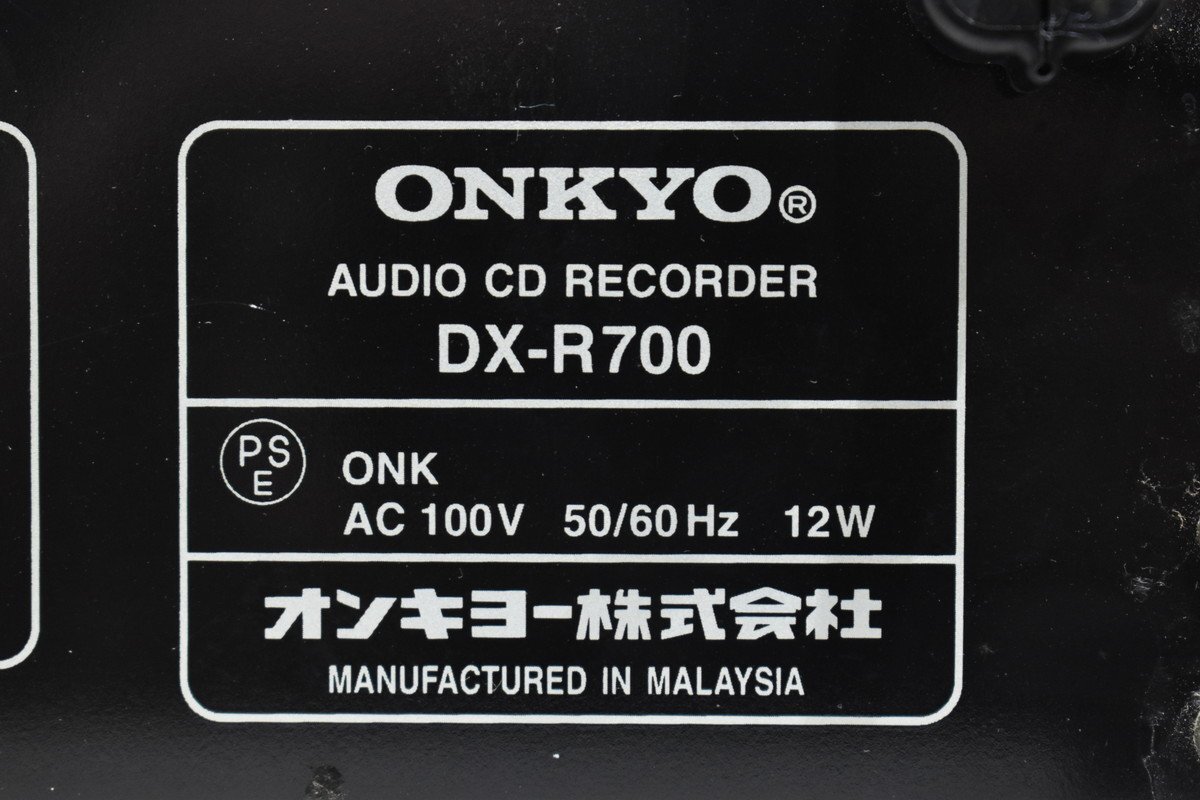 ONKYO®
AUDIO CD RECORDER
DX-R700
PS
E
ONK
AC 100V 50/60Hz 12W
オンキヨー株式会社
MANUFACTURED IN MALAYSIA